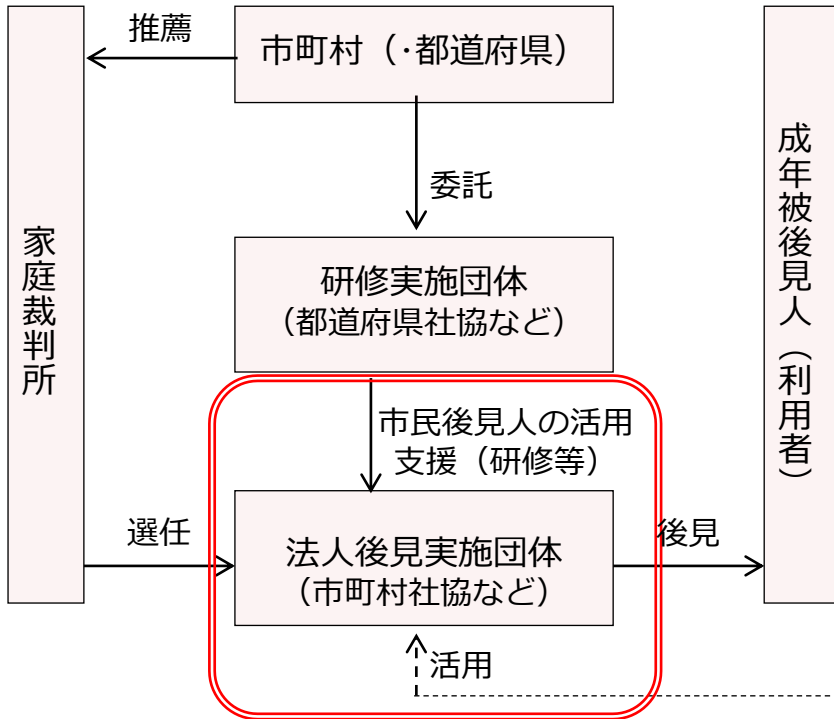 推薦
市町村（・都道府県）
委託
家庭裁判所
成年被後見人（利用者）
研修実施団体
（都道府県社協など）
市民後見人の活用
支援（研修等）
選任
法人後見実施団体
（市町村社協など）
後見
活用